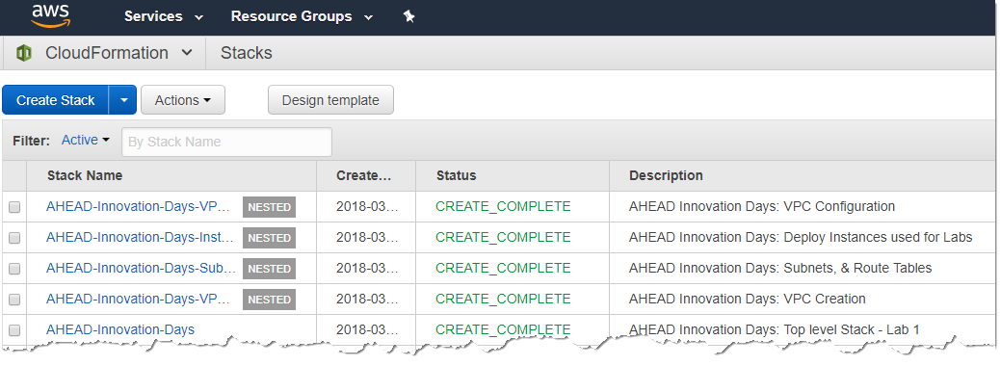 aws Services Resource Groups
CloudFormation Stacks
Create Stack Actions Design template
Filter: Active By Stack Name
Stack Name Create… Status Description
AHEAD-Innovation-Days-VP… NESTED 2018-03… CREATE_COMPLETE AHEAD Innovation Days: VPC Configuration
AHEAD-Innovation-Days-Inst… NESTED 2018-03… CREATE_COMPLETE AHEAD Innovation Days: Deploy Instances used for Labs
AHEAD-Innovation-Days-Sub… NESTED 2018-03… CREATE_COMPLETE AHEAD Innovation Days: Subnets, & Route Tables
AHEAD-Innovation-Days-VP… NESTED 2018-03… CREATE_COMPLETE AHEAD Innovation Days: VPC Creation
AHEAD-Innovation-Days 2018-03… CREATE_COMPLETE AHEAD Innovation Days: Top level Stack - Lab 1